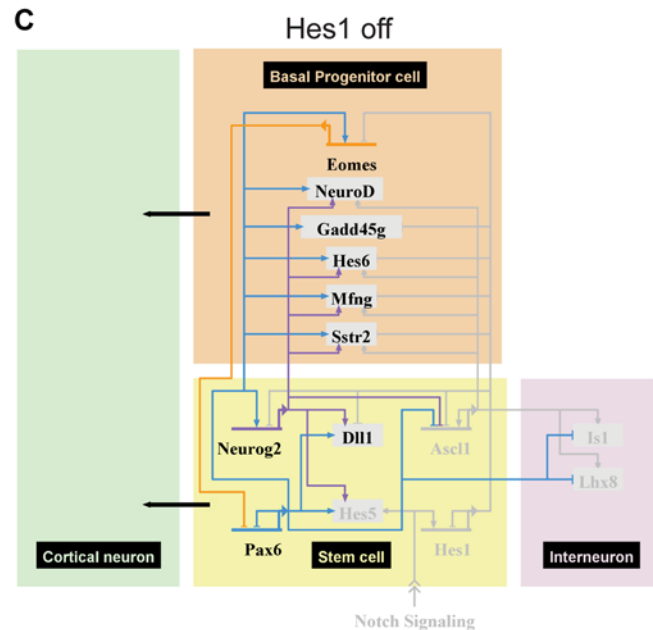 C
Hes1 off
Basal Progenitor cell
Eomes
NeuroD
Gadd45g
Hes6
Mfng
Sstr2
Neurog2
Dll1
Ascl1
Is1
Lhx8
Hes5
Pax6
Hes1
Cortical neuron
Stem cell
Interneuron
Notch Signaling